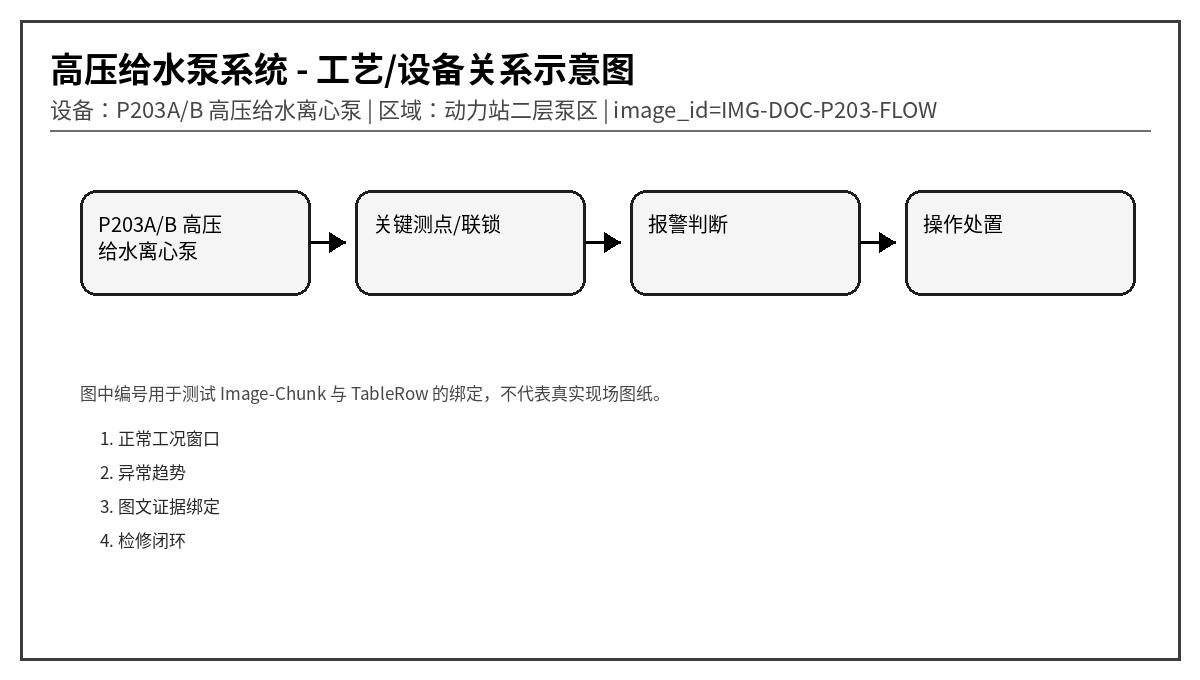 高压给水泵系统 - 工艺/设备关系示意图
设备：P203A/B 高压给水离心泵 | 区域：动力站二层泵区 | image_id=IMG-DOC-P203-FLOW
P203A/B 高压
给水离心泵
关键测点/联锁
报警判断
操作处置
图中编号用于测试 Image-Chunk 与 TableRow 的绑定，不代表真实现场图纸。
1. 正常工况窗口
2. 异常趋势
3. 图文证据绑定
4. 检修闭环